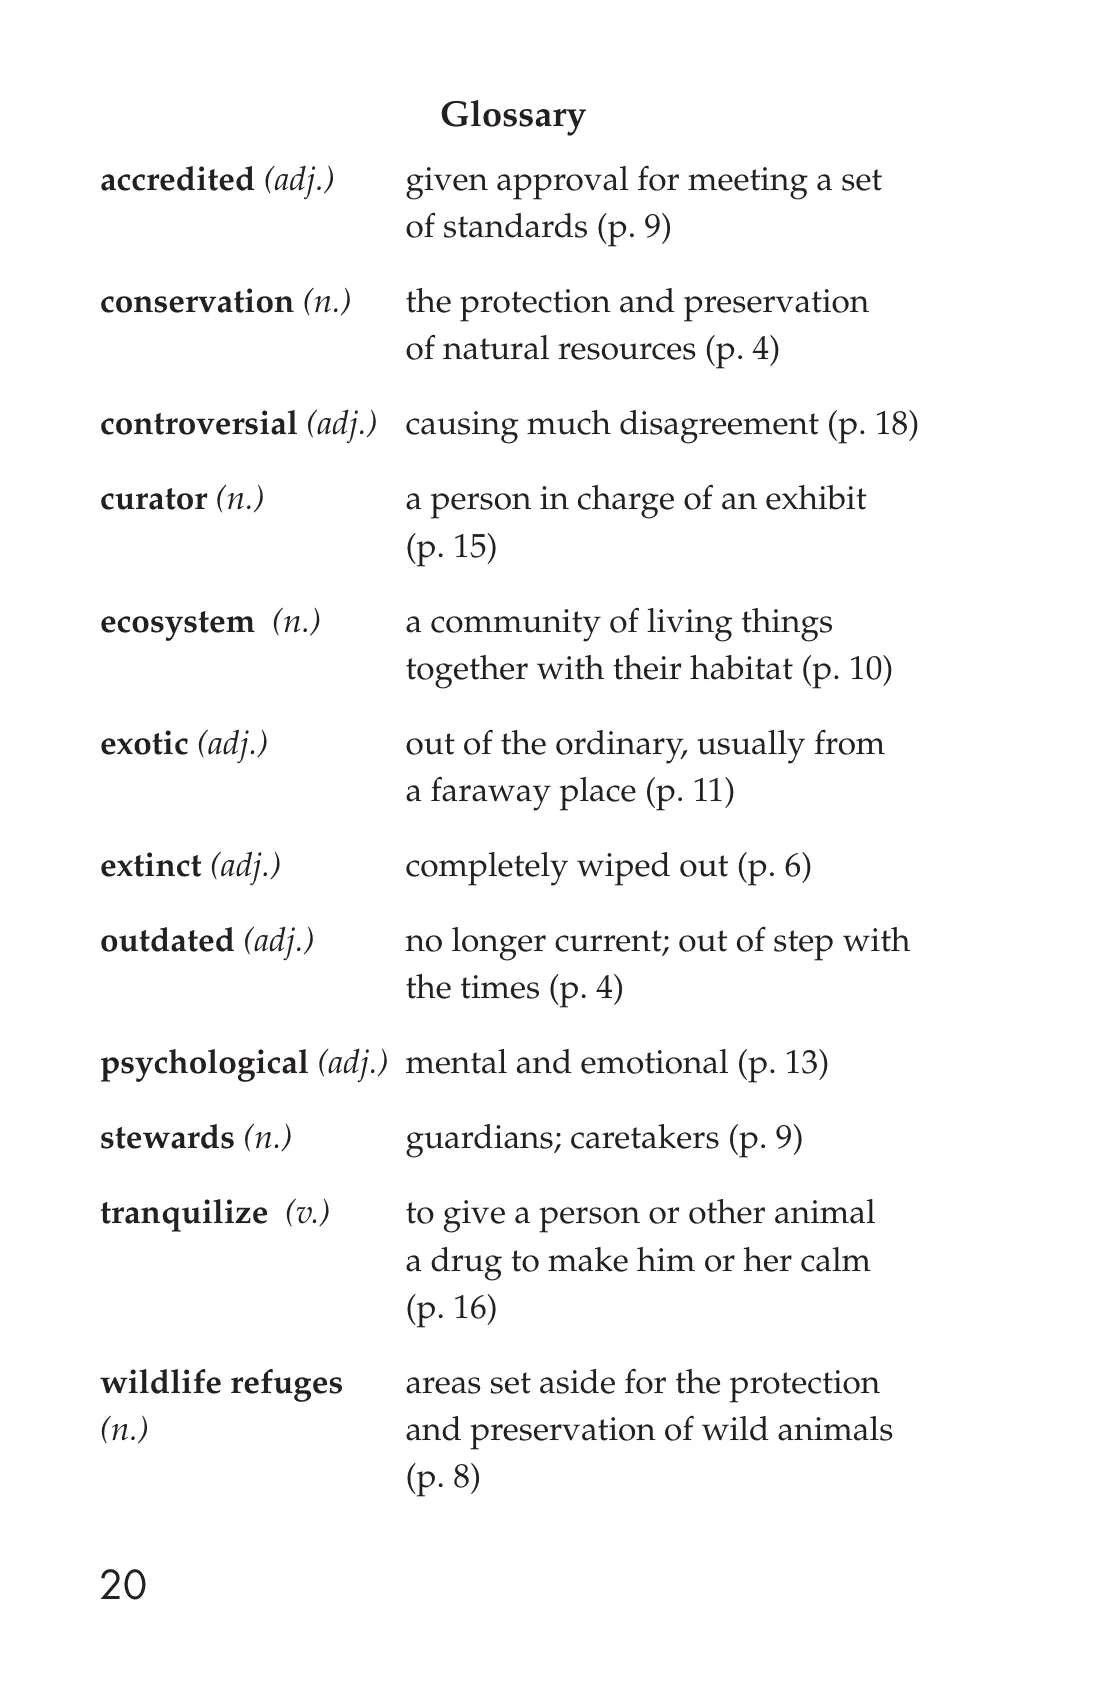 Glossary
accredited (adj.) given approval for meeting a set
of standards (p. 9)
conservation (n.) the protection and preservation
of natural resources (p. 4)
controversial (adj.) causing much disagreement (p. 18)
curator (n.) a person in charge of an exhibit
(p. 15)
ecosystem (n.) a community of living things
together with their habitat (p. 10)
exotic (adj.) out of the ordinary, usually from
a faraway place (p. 11)
extinct (adj.) completely wiped out (p. 6)
outdated (adj.) no longer current; out of step with
the times (p. 4)
psychological (adj.) mental and emotional (p. 13)
stewards (n.) guardians; caretakers (p. 9)
tranquilize (v.) to give a person or other animal
a drug to make him or her calm
(p. 16)
wildlife refuges areas set aside for the protection
(n.) and preservation of wild animals
(p. 8)
20